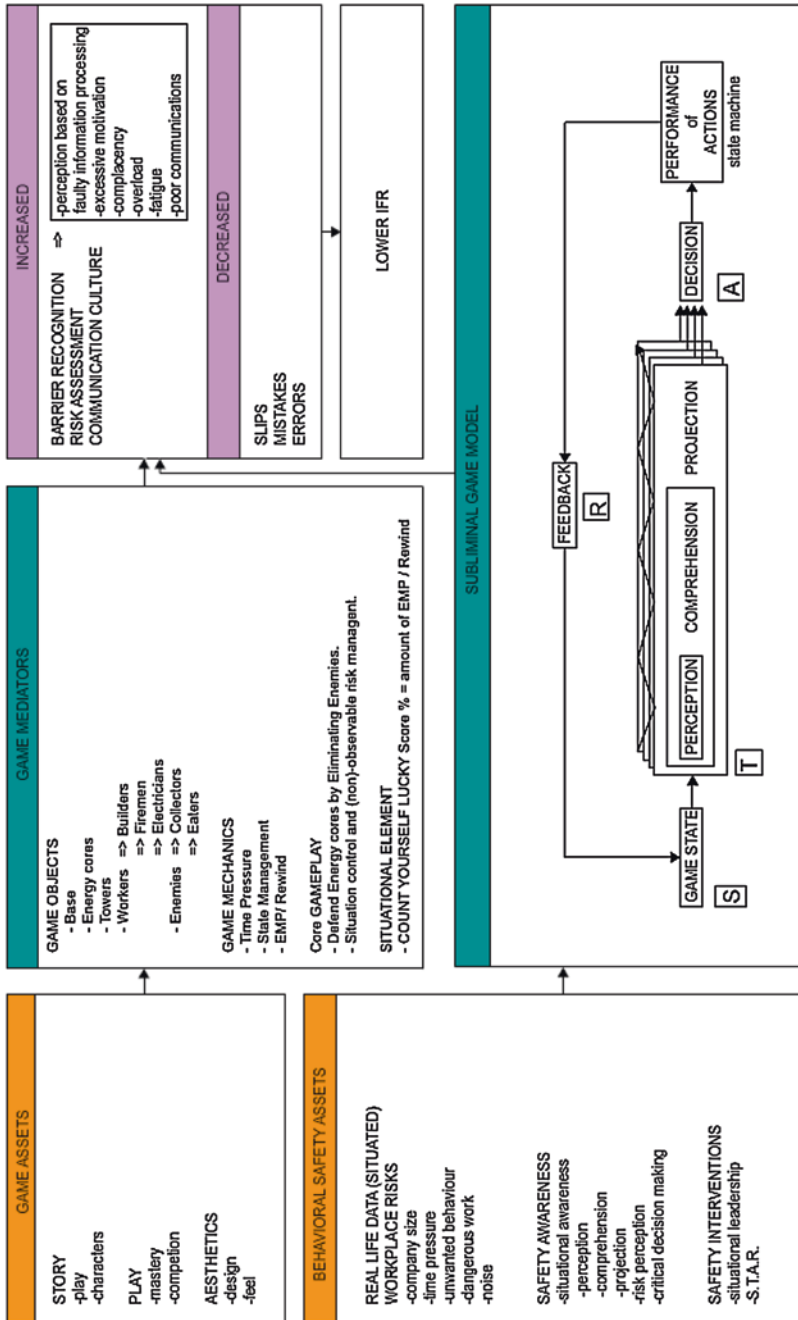 GAME ASSETS
STORY
-play
-characters
PLAY
-mastery
-competion
AESTHETICS
-design
-feel
BEHAVIORAL SAFETY ASSETS
REAL LIFE DATA (SITUATED)
WORKPLACE RISKS
-company size
-time pressure
-unwanted behaviour
-dangerous work
-noise
SAFETY AWARENESS
-situational awareness
-perception
-comprehension
-projection
-risk perception
-critical decision making
SAFETY INTERVENTIONS
-situational leadership
-S.T.A.R.
GAME MEDIATORS
GAME OBJECTS
- Base
- Energy cores
- Towers
- Workers => Builders
=> Firemen
=> Electricians
- Enemies => Collectors
=> Eaters
GAME MECHANICS
- Time Pressure
- State Management
- EMP/ Rewind
Core GAMEPLAY
- Defend Energy cores by Eliminating Enemies.
- Situation control and (non)-observable risk managent.
SITUATIONAL ELEMENT
- COUNT YOURSELF LUCKY Score % = amount of EMP / Rewind
INCREASED
BARRIER RECOGNITION =>
RISK ASSESSMENT
COMMUNICATION CULTURE
-perception based on
faulty information processing
-excessive motivation
-complacency
-overload
-fatigue
-poor communications
DECREASED
SLIPS
MISTAKES
ERRORS
LOWER IFR
SUBLIMINAL GAME MODEL
FEEDBACK
R
GAME STATE
S
PERCEPTION
COMPREHENSION
PROJECTION
T
DECISION
A
PERFORMANCE
of
ACTIONS
state machine